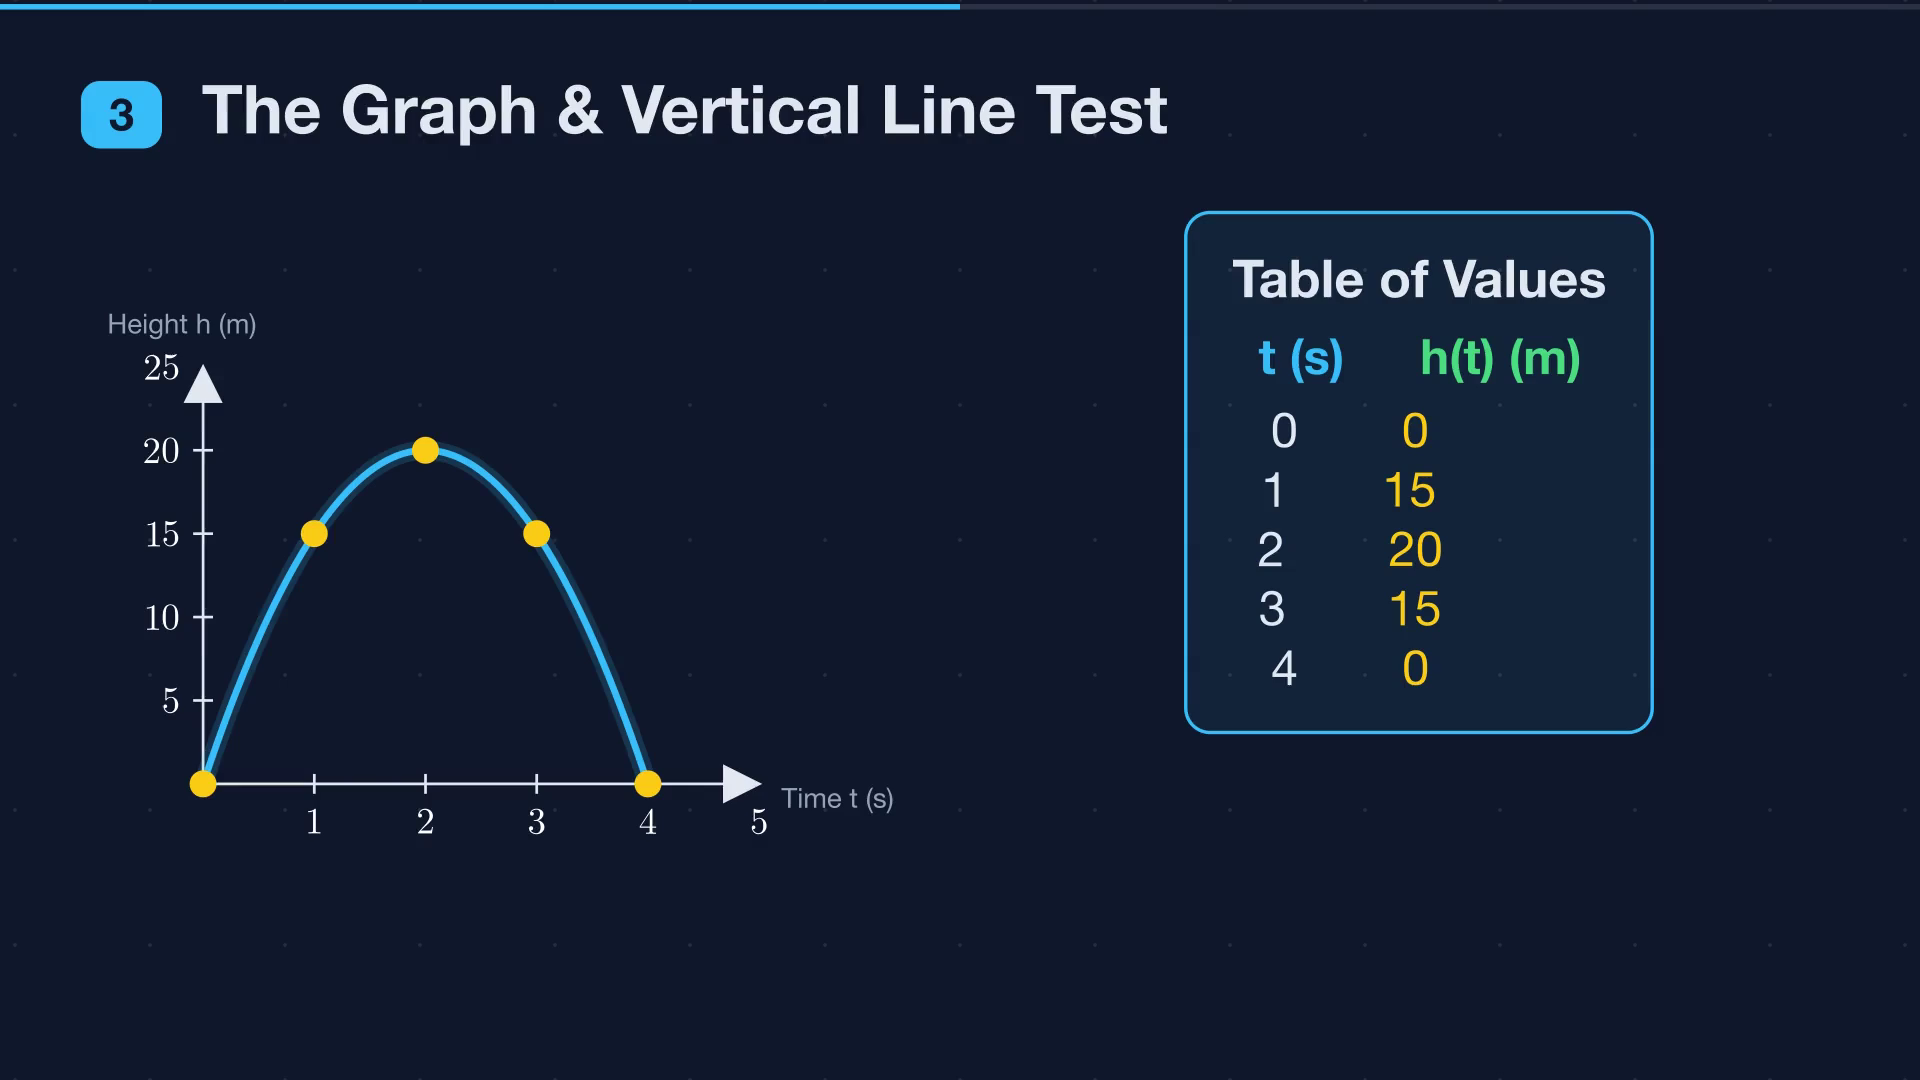 3 The Graph & Vertical Line Test
Height h (m)
25
20
15
10
5
1 2 3 4 5
Time t (s)
Table of Values
t (s) h(t) (m)
0 0
1 15
2 20
3 15
4 0